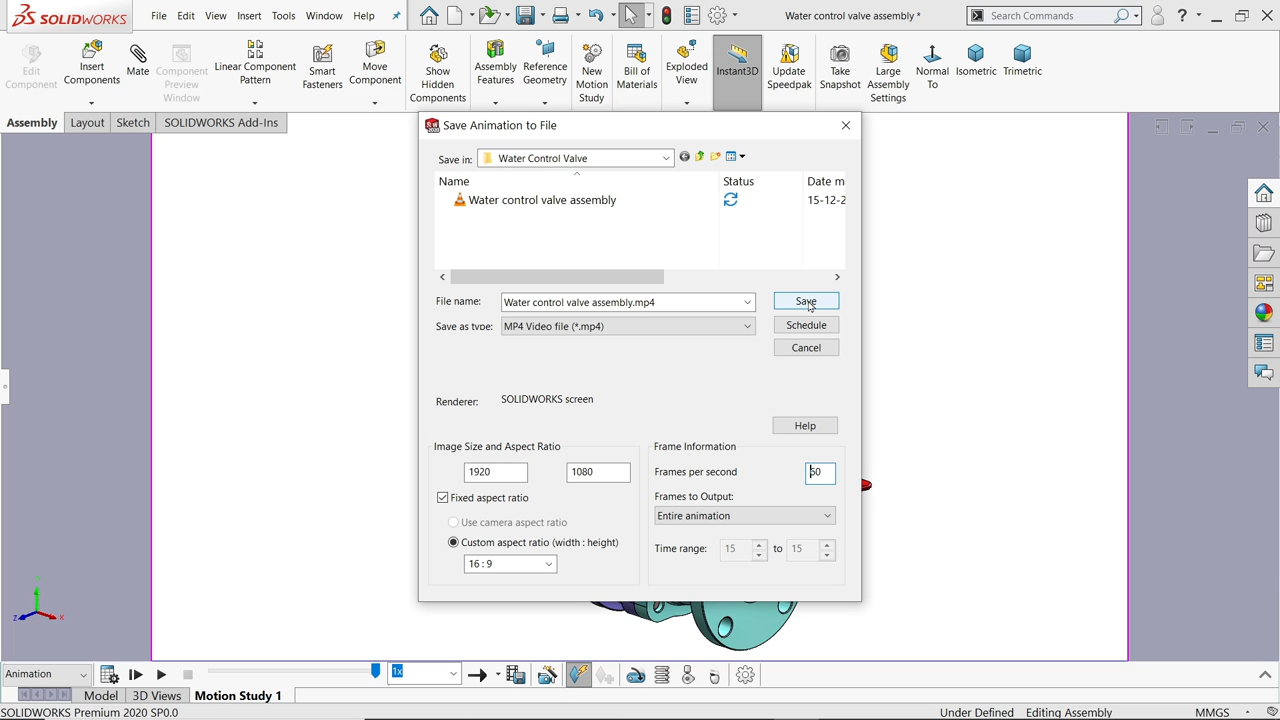 SOLIDWORKS File Edit View Insert Tools Window Help Water control valve assembly * Search Commands
Edit Component
Insert Components
Mate
Component Preview Window
Linear Component Pattern
Smart Fasteners
Move Component
Show Hidden Components
Assembly Features
Reference Geometry
New Motion Study
Bill of Materials
Exploded View
Instant3D
Update Speedpak
Take Snapshot
Large Assembly Settings
Normal To
Isometric
Trimetric
Assembly Layout Sketch SOLIDWORKS Add-Ins
Save Animation to File
Save in: Water Control Valve
Name Status Date m
Water control valve assembly 15-12-2
File name: Water control valve assembly.mp4 Save
Save as type: MP4 Video file (*.mp4) Schedule
Cancel
Renderer: SOLIDWORKS screen
Help
Image Size and Aspect Ratio Frame Information
1920 1080 Frames per second 60
Fixed aspect ratio Frames to Output:
Use camera aspect ratio Entire animation
Custom aspect ratio (width : height) Time range: 15 to 15
16 : 9
Z X
Animation 1x
Model 3D Views Motion Study 1
SOLIDWORKS Premium 2020 SP0.0 Under Defined Editing Assembly MMGS